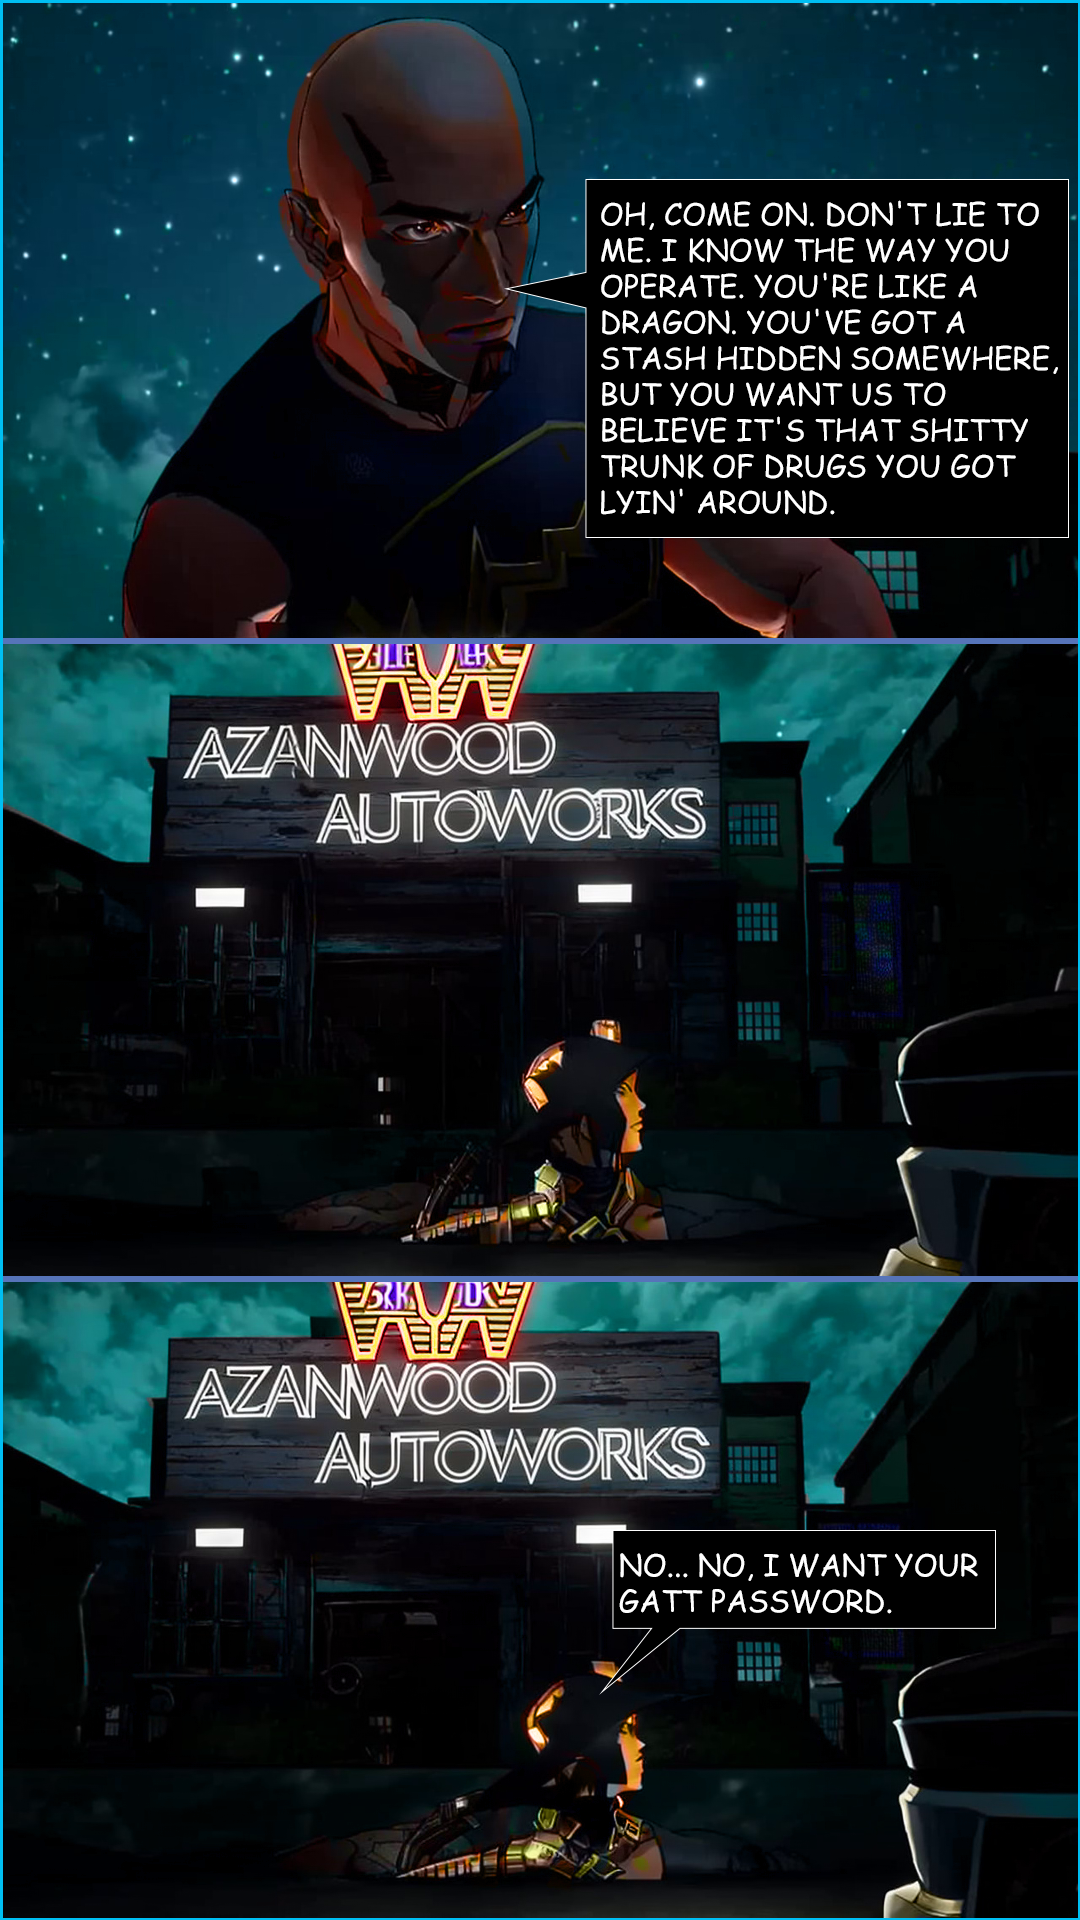 OH, COME ON. DON'T LIE TO
ME. I KNOW THE WAY YOU
OPERATE. YOU'RE LIKE A
DRAGON. YOU'VE GOT A
STASH HIDDEN SOMEWHERE,
BUT YOU WANT US TO
BELIEVE IT'S THAT SHITTY
TRUNK OF DRUGS YOU GOT
LYIN' AROUND.
AZANWOOD
AUTOWORKS
AZANWOOD
AUTOWORKS
NO... NO, I WANT YOUR
GATT PASSWORD.